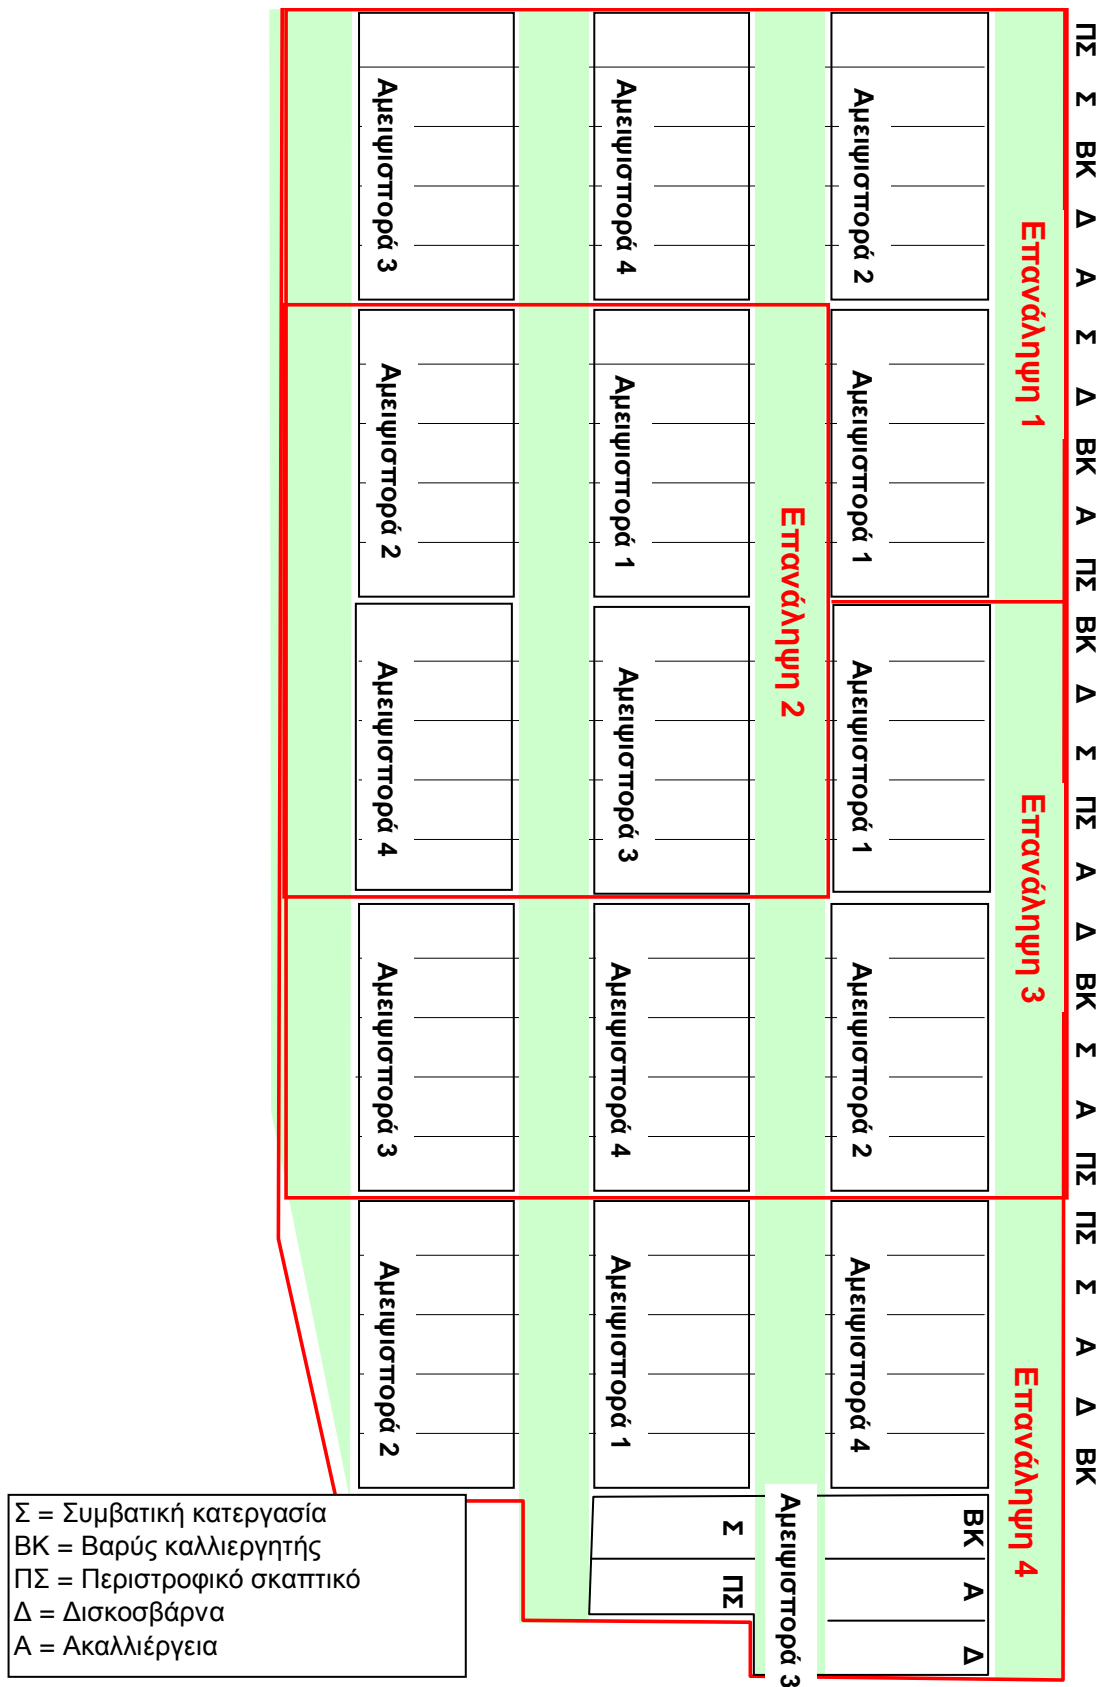 ΠΣ
Σ
ΒΚ
Δ
Α
Σ
Δ
ΒΚ
Α
ΠΣ
ΒΚ
Δ
Σ
ΠΣ
Α
Δ
ΒΚ
Σ
Α
ΠΣ
ΠΣ
Σ
Α
Δ
ΒΚ
Επανάληψη 1
Επανάληψη 3
Επανάληψη 4
Αμειψισπορά 2
Αμειψισπορά 1
Αμειψισπορά 1
Αμειψισπορά 2
Αμειψισπορά 4
ΒΚ
Α
Δ
Επανάληψη 2
Αμειψισπορά 3
Αμειψισπορά 4
Αμειψισπορά 1
Αμειψισπορά 3
Αμειψισπορά 4
Αμειψισπορά 1
Σ
ΠΣ
Αμειψισπορά 3
Αμειψισπορά 2
Αμειψισπορά 4
Αμειψισπορά 3
Αμειψισπορά 2
Σ = Συμβατική κατεργασία
ΒΚ = Βαρύς καλλιεργητής
ΠΣ = Περιστροφικό σκαπτικό
Δ = Δισκοσβάρνα
Α = Ακαλλιέργεια